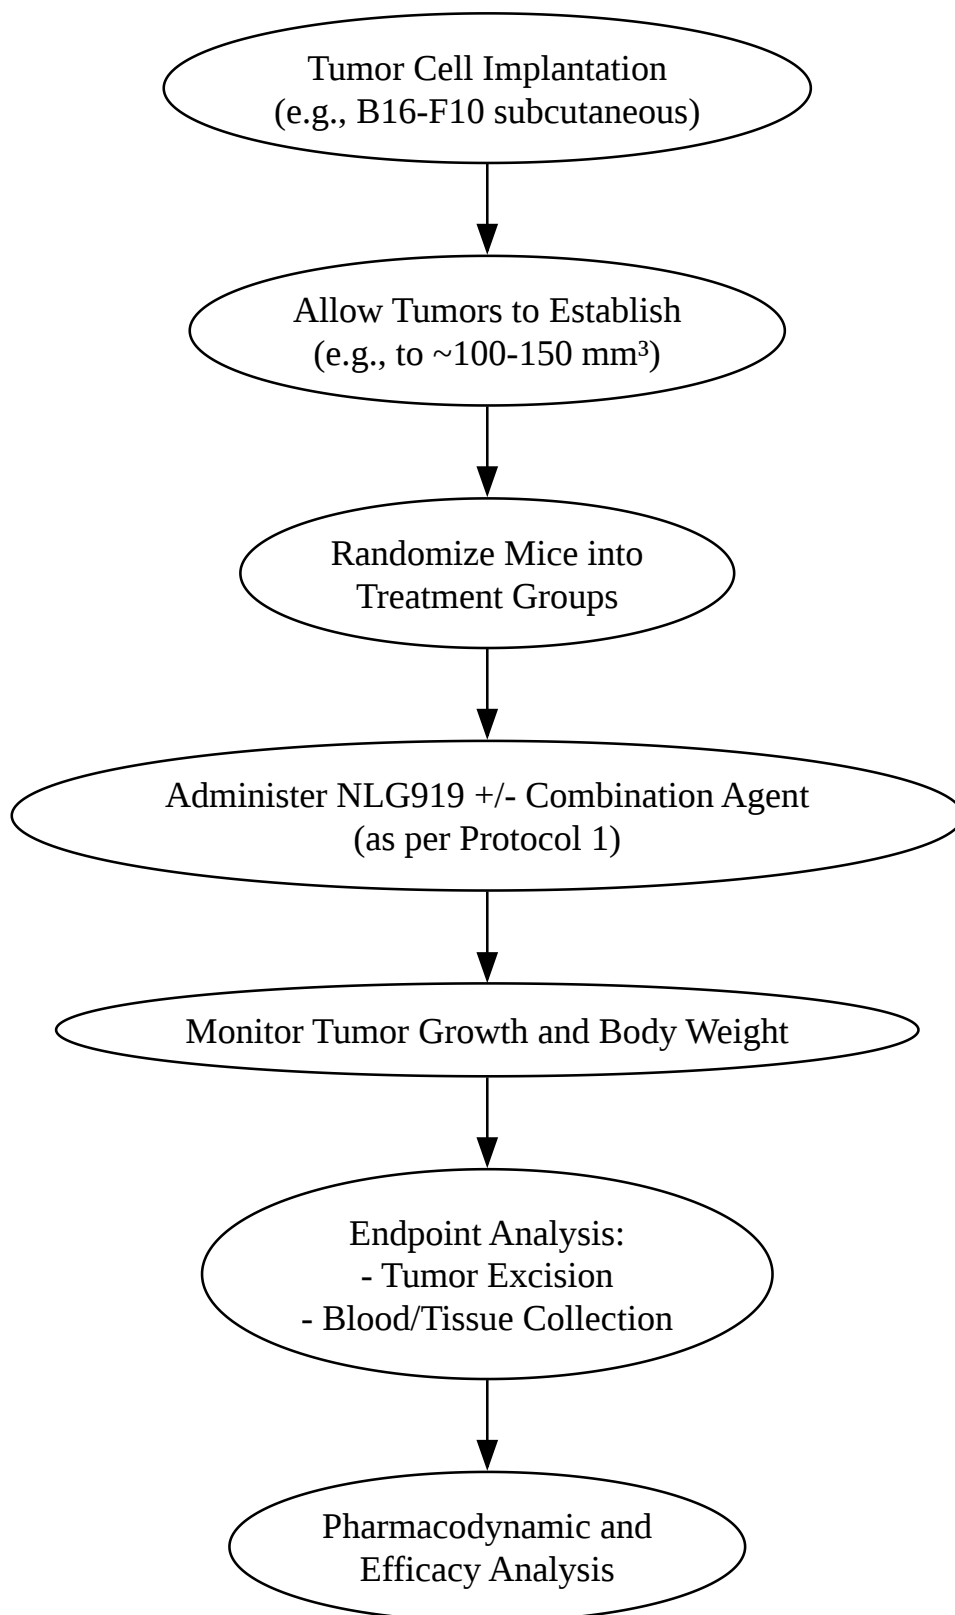 Tumor Cell Implantation
(e.g., B16-F10 subcutaneous)
Allow Tumors to Establish
(e.g., to ~100-150 mm³)
Randomize Mice into
Treatment Groups
Administer NLG919 +/- Combination Agent
(as per Protocol 1)
Monitor Tumor Growth and Body Weight
Endpoint Analysis:
- Tumor Excision
- Blood/Tissue Collection
Pharmacodynamic and
Efficacy Analysis